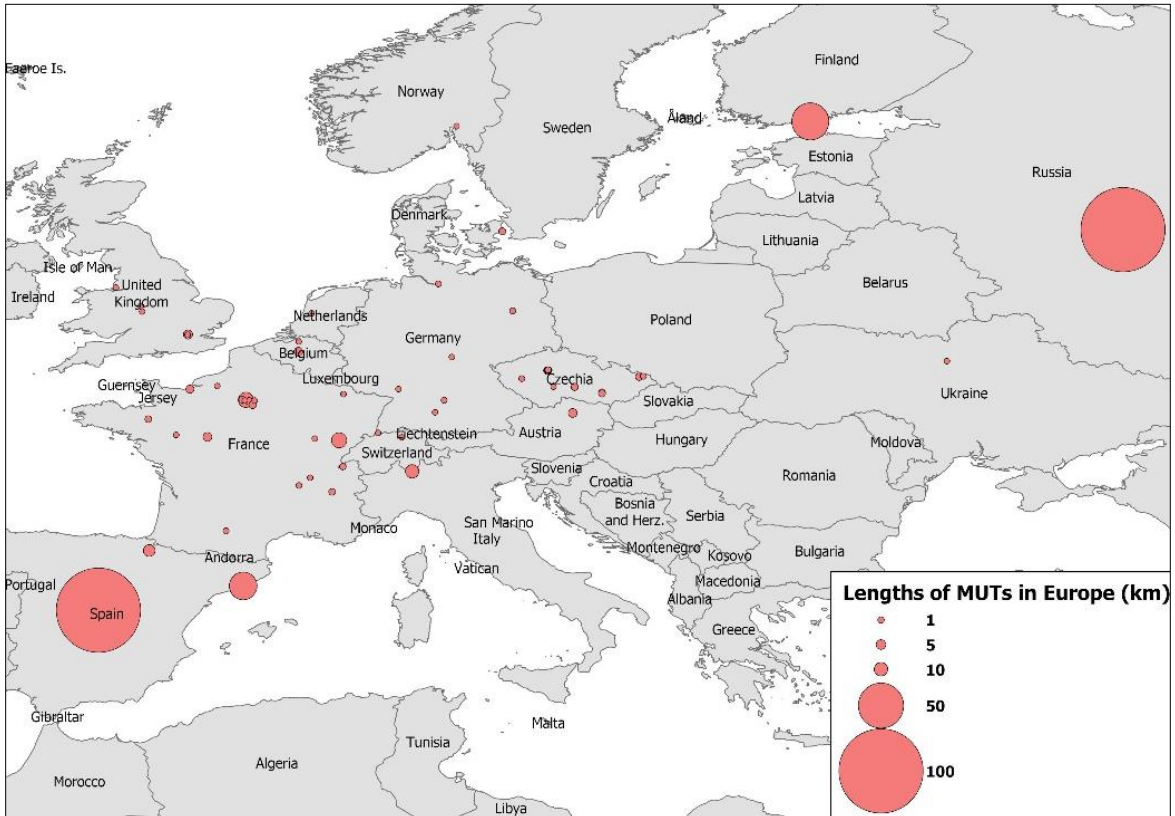 Faeroe Is.
Finland
Norway
Sweden
Åland
Estonia
Russia
Latvia
Denmark
Lithuania
Isle of Man
Ireland
United
Kingdom
Belarus
Netherlands
Germany
Poland
Belgium
Guernsey
Luxembourg
Jersey
Czechia
Ukraine
Slovakia
France
Liechtenstein
Austria
Hungary
Moldova
Switzerland
Slovenia
Croatia
Romania
Bosnia
and Herz.
Serbia
Monaco
San Marino
Italy
Montenegro
Kosovo
Bulgaria
Andorra
Vatican
Macedonia
Albania
Portugal
Spain
Greece
Gibraltar
Malta
Tunisia
Algeria
Morocco
Libya
Lengths of MUTs in Europe (km)
1
5
10
50
100